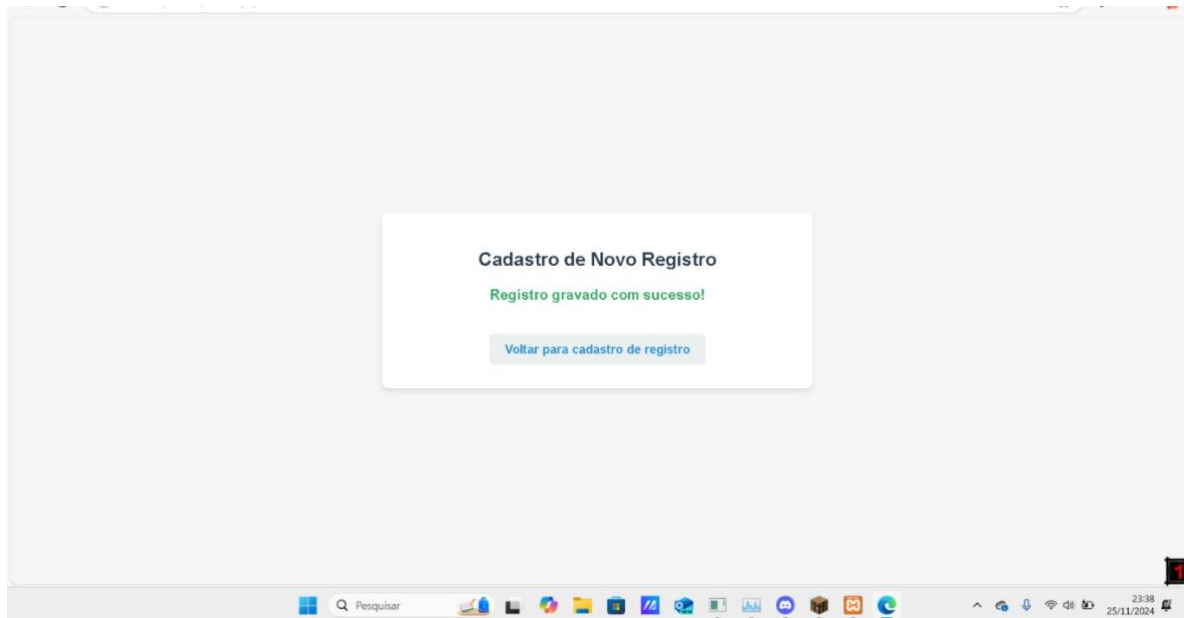 Cadastro de Novo Registro
Registro gravado com sucesso!
Voltar para cadastro de registro
Pesquisar
23:38
25/11/2024
1